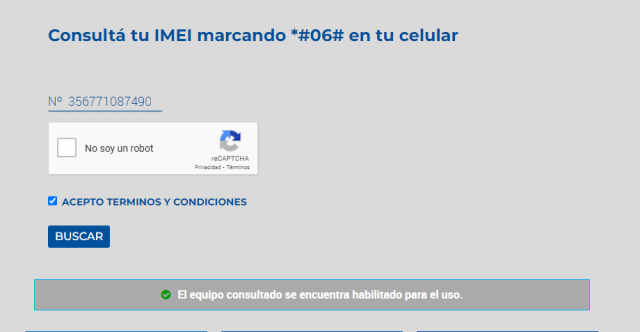 Consultá tu IMEI marcando *#06# en tu celular
Nº 356771087490
No soy un robot
reCAPTCHA
Privacidad - Términos
ACEPTO TERMINOS Y CONDICIONES
BUSCAR
El equipo consultado se encuentra habilitado para el uso.